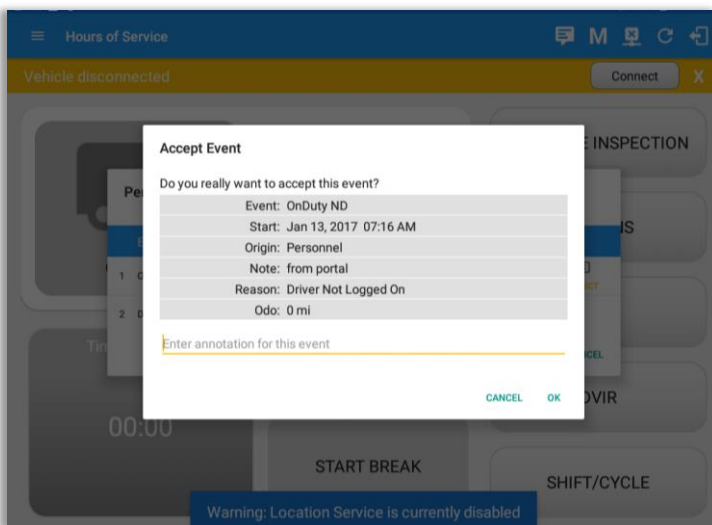 Hours of Service
M
Vehicle disconnected
Connect
X
INSPECTION
Accept Event
Do you really want to accept this event?
Event: OnDuty ND
Start: Jan 13, 2017 07:16 AM
Origin: Personnel
Note: from portal
Reason: Driver Not Logged On
Odo: 0 mi
Enter annotation for this event
CANCEL
OK
1
2
00:00
START BREAK
SHIFT/CYCLE
Warning: Location Service is currently disabled